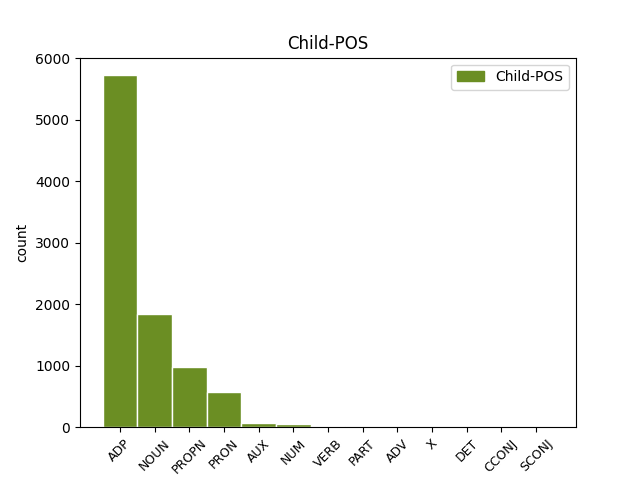 Child-POS
Child-POS
6000
5000
4000
3000
2000
1000
0
count
ADP NOUN PROPN PRON AUX NUM VERB PART ADV X DET CCONJ SCONJ